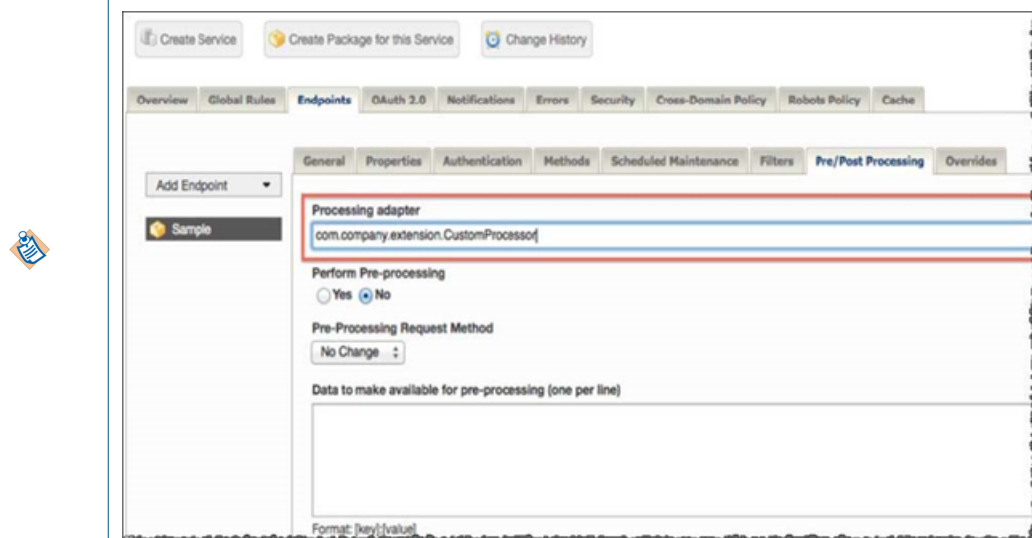 Create Service Create Package for this Service Change History
Overview Global Rules Endpoints OAuth 2.0 Notifications Errors Security Cross-Domain Policy Robots Policy Cache
General Properties Authentication Methods Scheduled Maintenance Filters Pre/Post Processing Overrides
Add Endpoint
Sample
Processing adapter
com.company.extension.CustomProcessor
Perform Pre-processing
Yes No
Pre-Processing Request Method
No Change
Data to make available for pre-processing (one per line)
Format: [key]:[value]